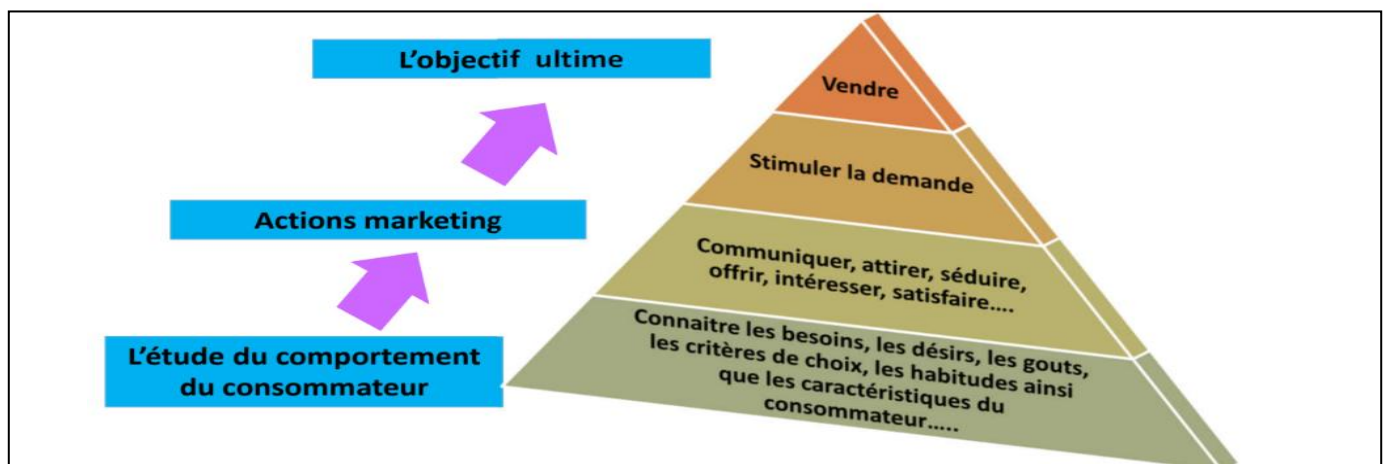 L'objectif ultime
Vendre
Stimuler la demande
Actions marketing
Communiquer, attirer, séduire,
offrir, intéresser, satisfaire....
L'étude du comportement
du consommateur
Connaitre les besoins, les désirs, les gouts,
les critères de choix, les habitudes ainsi
que les caractéristiques du
consommateur.....